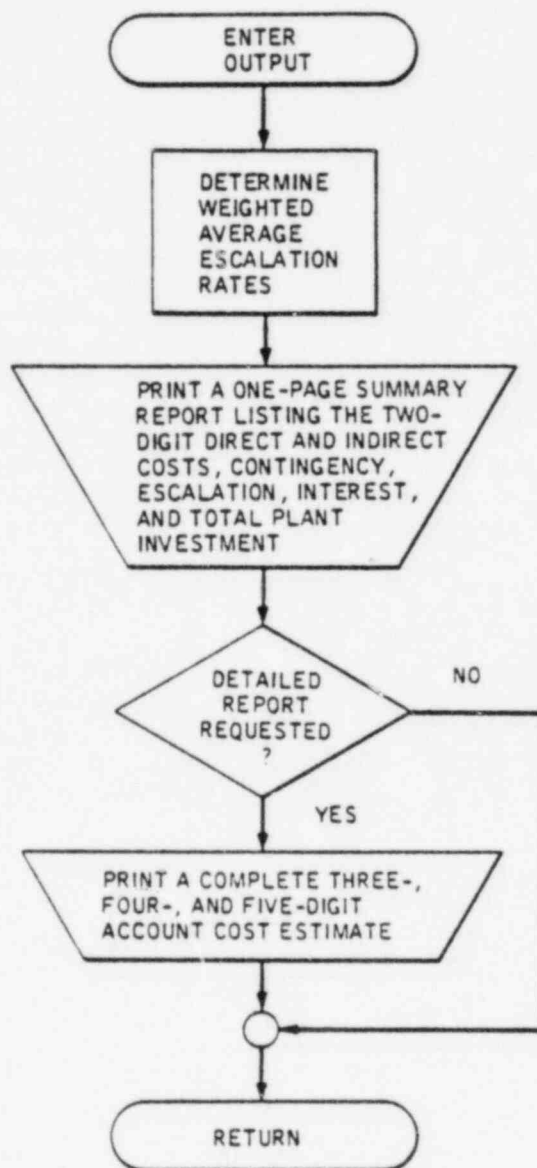 ENTER
OUTPUT
DETERMINE
WEIGHTED
AVERAGE
ESCALATION
RATES
PRINT A ONE-PAGE SUMMARY
REPORT LISTING THE TWO-
DIGIT DIRECT AND INDIRECT
COSTS, CONTINGENCY,
ESCALATION, INTEREST,
AND TOTAL PLANT
INVESTMENT
DETAILED
REPORT
REQUESTED
?
NO
YES
PRINT A COMPLETE THREE-,
FOUR-, AND FIVE-DIGIT
ACCOUNT COST ESTIMATE
RETURN